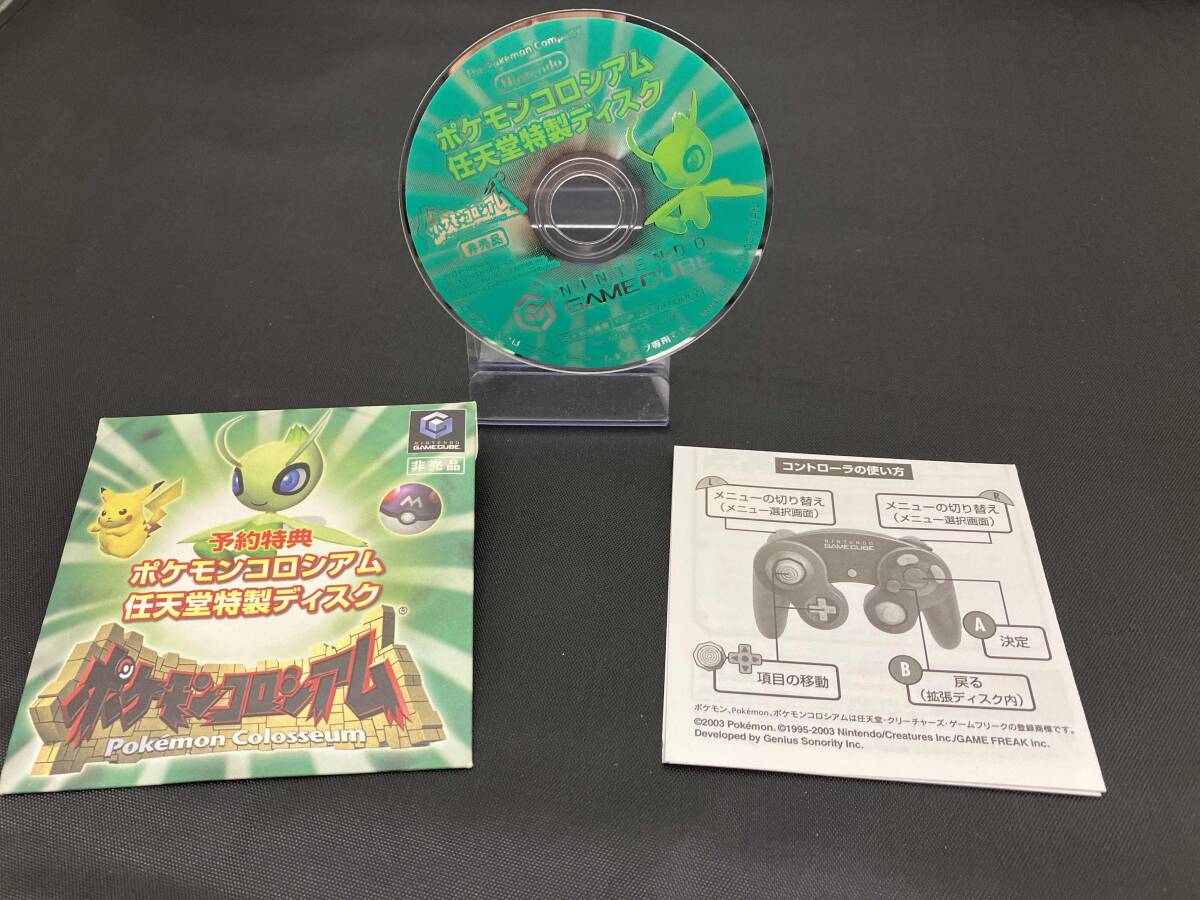 The Pokémon Company
Nintendo
ポケモンコロシアム
任天堂特製ディスク
ポケモンコロシアム
非売品
NINTENDO
GAMECUBE
NINTENDO
GAMECUBE
非売品
M
予約特典
ポケモンコロシアム
任天堂特製ディスク
ポケモンコロシアム®
Pokémon Colosseum
コントローラの使い方
L
メニューの切り替え
(メニュー選択画面)
R
メニューの切り替え
(メニュー選択画面)
NINTENDO
GAMECUBE
A
決定
B
戻る
(拡張ディスク内)
項目の移動
ポケモン、Pokémon、ポケモンコロシアムは任天堂・クリーチャーズ・ゲームフリークの登録商標です。
©2003 Pokémon. ©1995-2003 Nintendo/Creatures Inc./GAME FREAK inc.
Developed by Genius Sonority Inc.